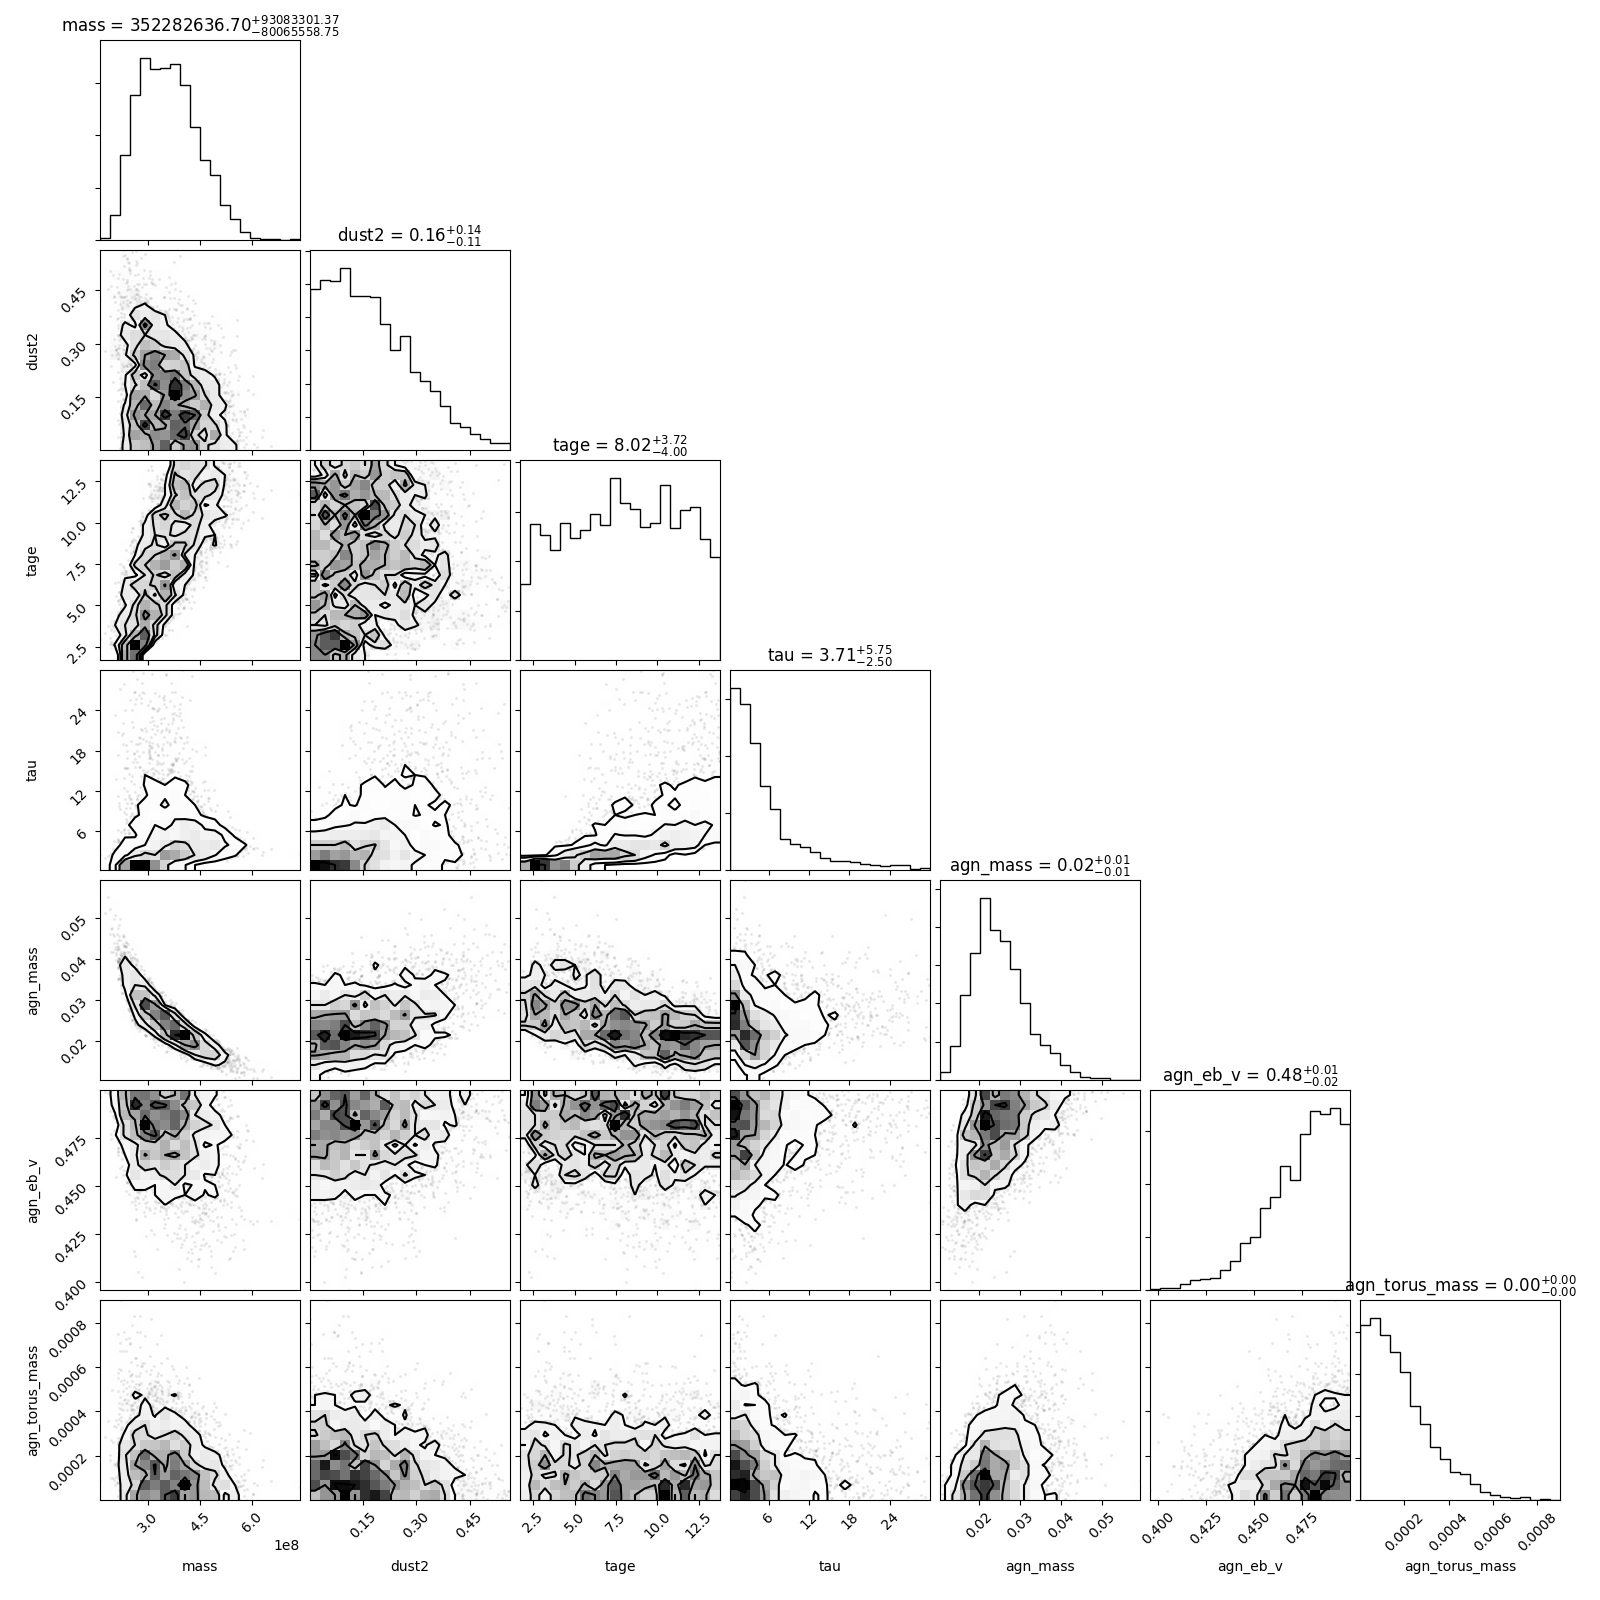 mass = 352282636.70+93083301.37−80065558.75
dust2 = 0.16+0.14−0.11
0.45
0.30
0.15
dust2
tage = 8.02+3.72−4.00
12.5
10.0
7.5
5.0
2.5
tage
tau = 3.71+5.75−2.50
24
18
12
6
tau
agn_mass = 0.02+0.01−0.01
0.05
0.04
0.03
0.02
agn_mass
agn_eb_v = 0.48+0.01−0.02
0.475
0.450
0.425
0.400
agn_eb_v
agn_torus_mass = 0.00+0.00−0.00
0.0008
0.0006
0.0004
0.0002
agn_torus_mass
3.0 4.5 6.0 0.15 0.30 0.45 2.5 5.0 7.5 10.0 12.5 6 12 18 24 0.02 0.03 0.04 0.05 0.400 0.425 0.450 0.475 0.0002 0.0004 0.0006 0.0008
1e8
mass dust2 tage tau agn_mass agn_eb_v agn_torus_mass